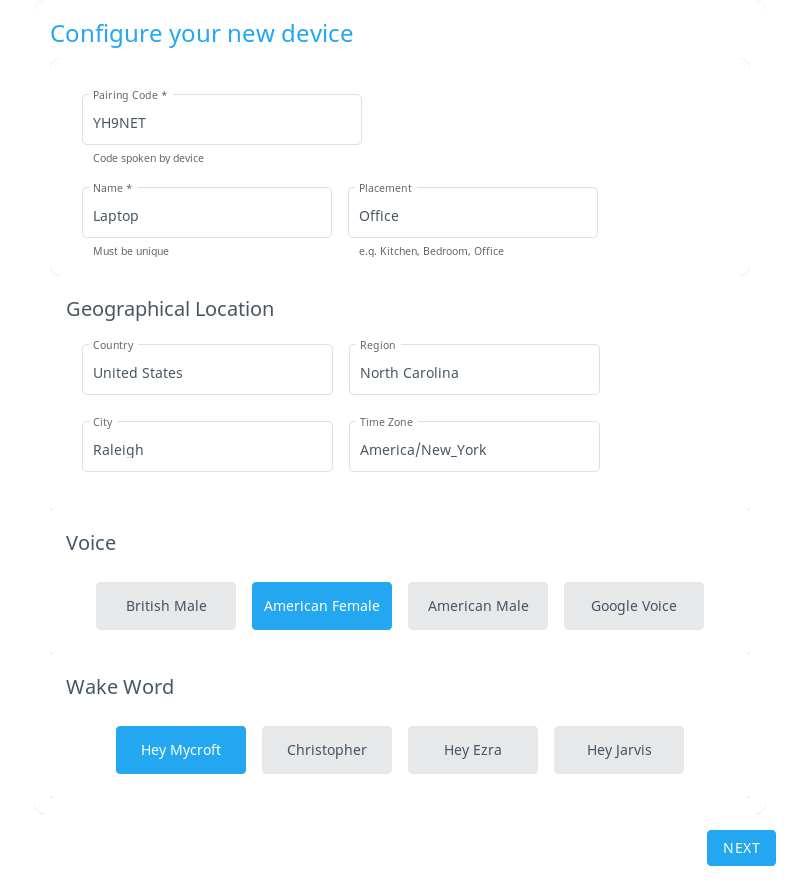 Configure your new device
Pairing Code *
YH9NET
Code spoken by device
Name *
Placement
Laptop
Office
Must be unique
e.g. Kitchen, Bedroom, Office
Geographical Location
Country
Region
United States
North Carolina
City
Time Zone
Raleigh
America/New_York
Voice
British Male
American Female
American Male
Google Voice
Wake Word
Hey Mycroft
Christopher
Hey Ezra
Hey Jarvis
NEXT